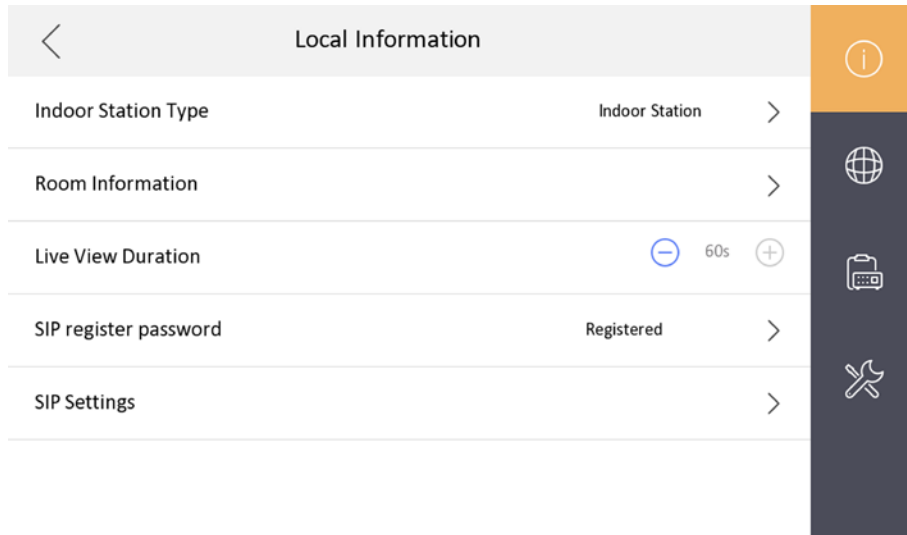 Local Information
Indoor Station Type Indoor Station
Room Information
Live View Duration 60s
SIP register password Registered
SIP Settings